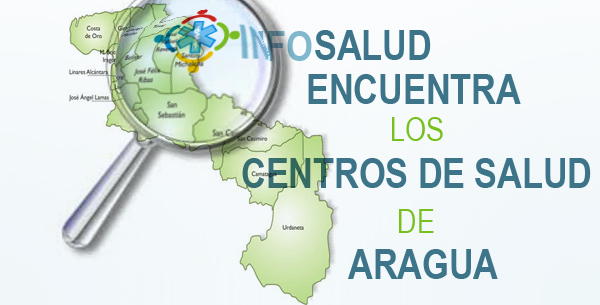 INFOSALUD
ENCUENTRA
LOS
CENTROS DE SALUD
DE
ARAGUA
Costa
de Oro
Linares Alcántara
José Félix
Ribas
José Ángel Lamas
San
Sebastián
San Casimiro
Camatagua
Urdaneta